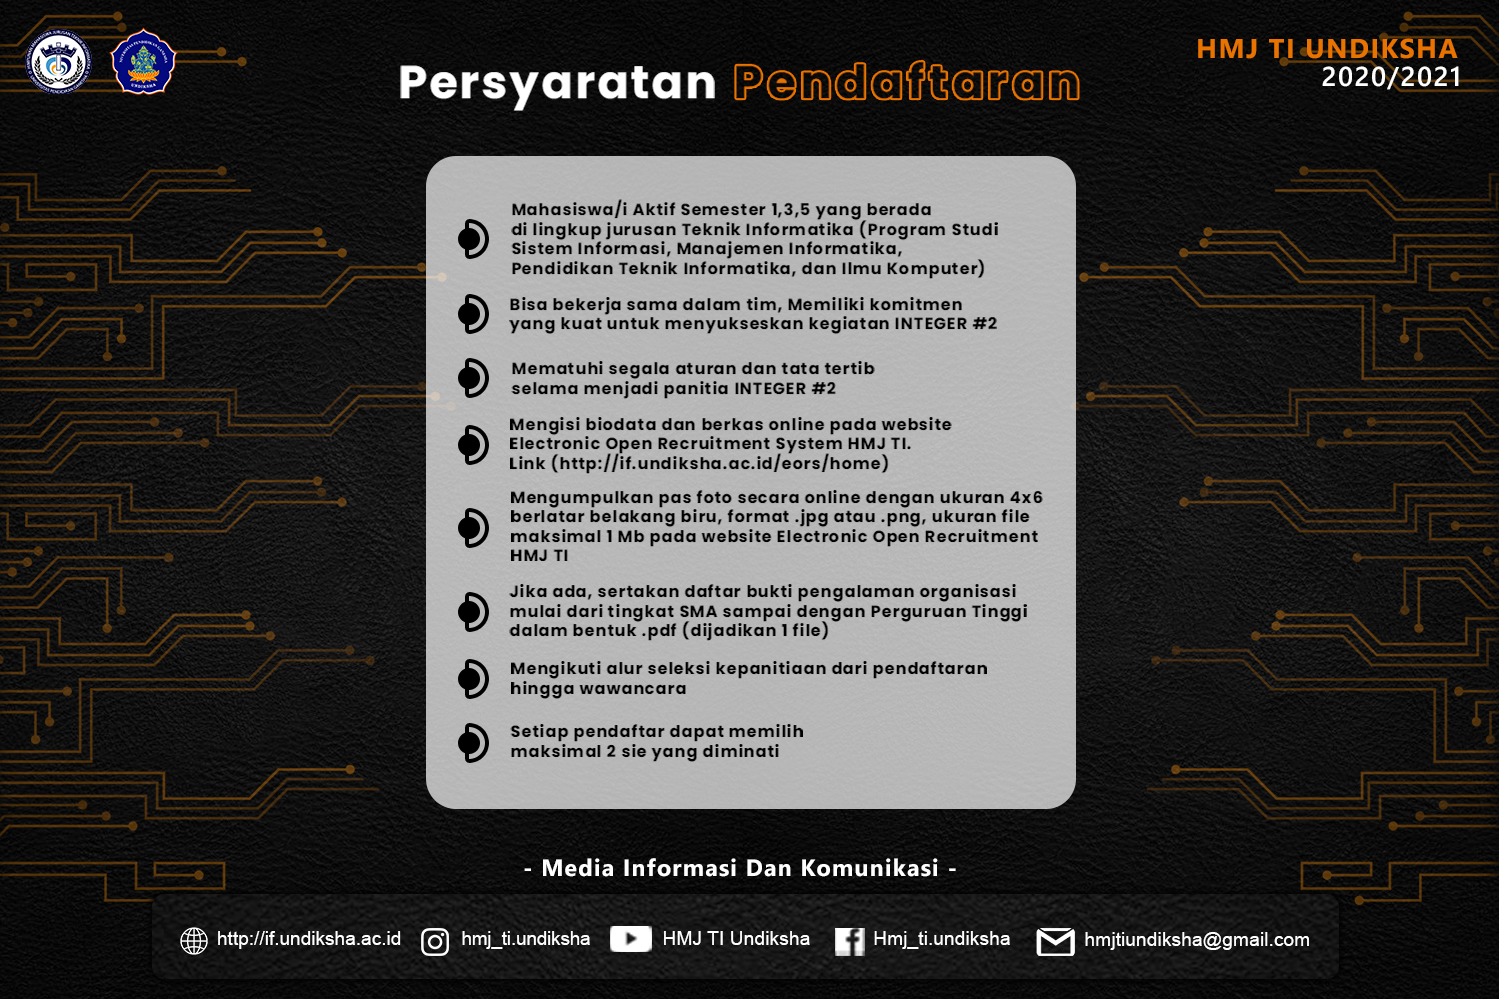 Persyaratan Pendaftaran
HMJ TI UNDIKSHA
2020/2021
Mahasiswa/i Aktif Semester 1,3,5 yang berada
di lingkup jurusan Teknik Informatika (Program Studi
Sistem Informasi, Manajemen Informatika,
Pendidikan Teknik Informatika, dan Ilmu Komputer)
Bisa bekerja sama dalam tim, Memiliki komitmen
yang kuat untuk menyukseskan kegiatan INTEGER #2
Mematuhi segala aturan dan tata tertib
selama menjadi panitia INTEGER #2
Mengisi biodata dan berkas online pada website
Electronic Open Recruitment System HMJ TI.
Link (http://if.undiksha.ac.id/eors/home)
Mengumpulkan pas foto secara online dengan ukuran 4x6
berlatar belakang biru, format .jpg atau .png, ukuran file
maksimal 1 Mb pada website Electronic Open Recruitment
HMJ TI
Jika ada, sertakan daftar bukti pengalaman organisasi
mulai dari tingkat SMA sampai dengan Perguruan Tinggi
dalam bentuk .pdf (dijadikan 1 file)
Mengikuti alur seleksi kepanitiaan dari pendaftaran
hingga wawancara
Setiap pendaftar dapat memilih
maksimal 2 sie yang diminati
- Media Informasi Dan Komunikasi -
http://if.undiksha.ac.id
hmj_ti.undiksha
HMJ TI Undiksha
Hmj_ti.undiksha
hmjtiundiksha@gmail.com